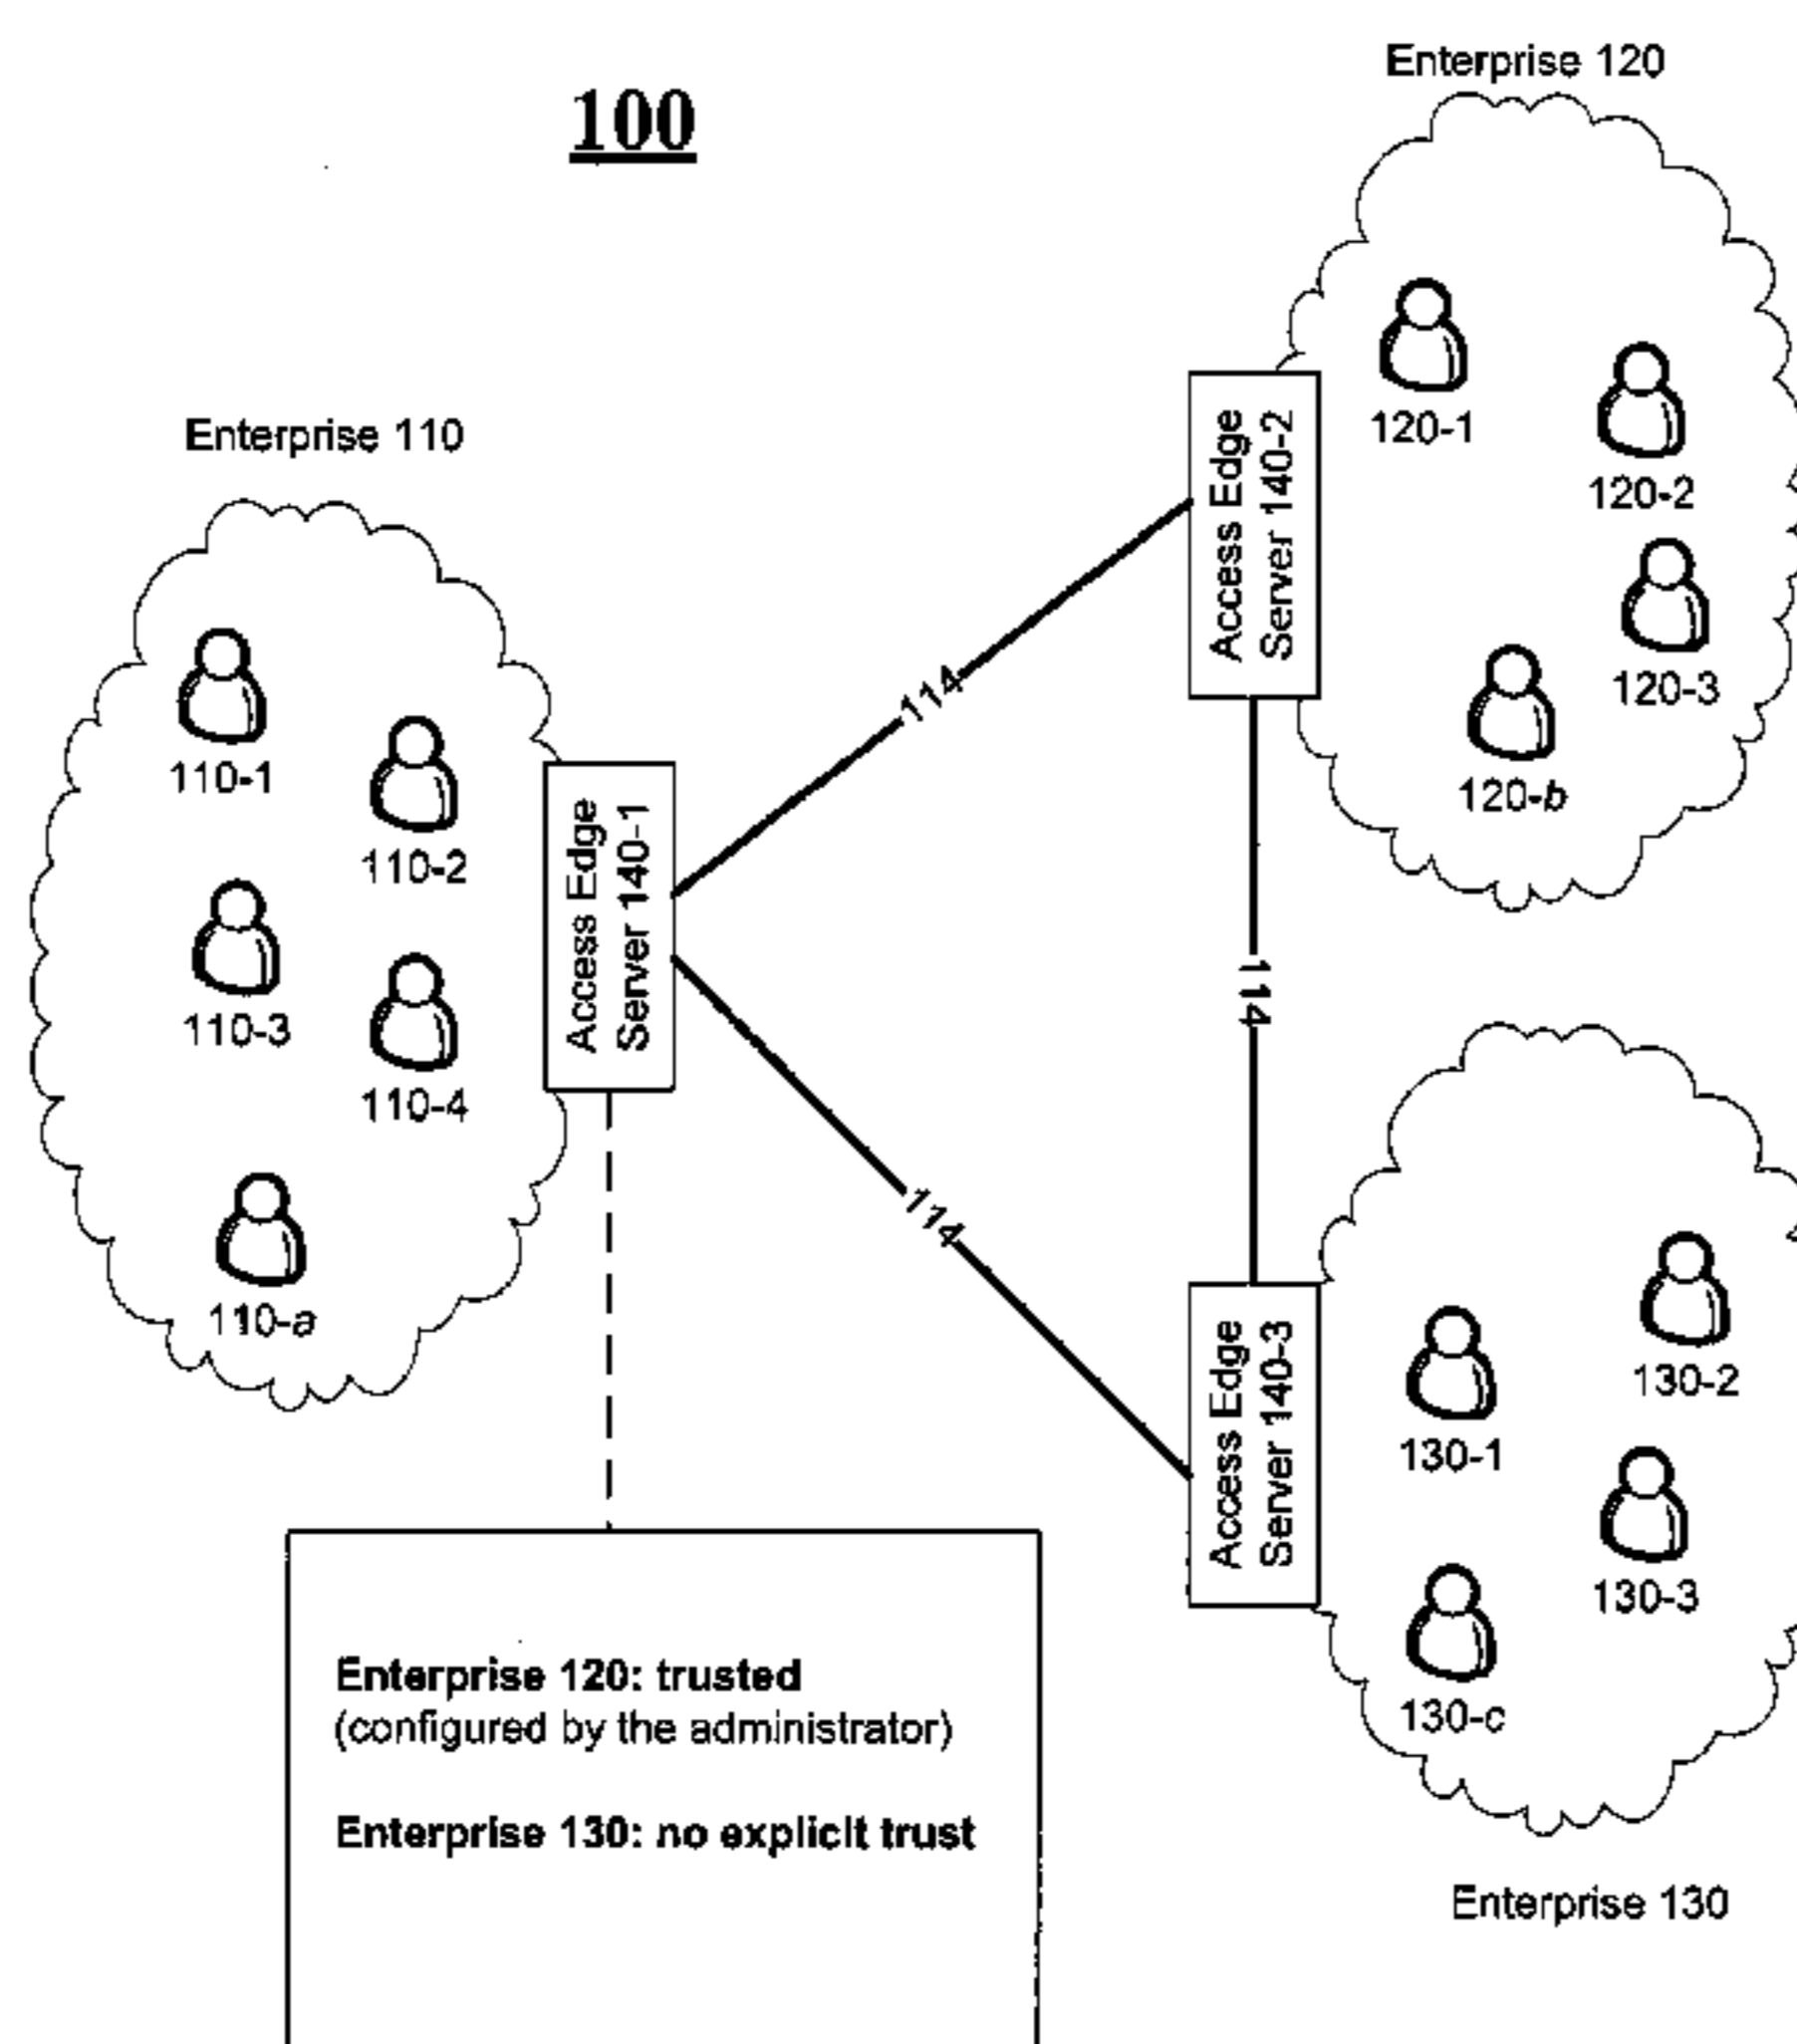 100
Enterprise 120
Enterprise 110
120-1
120-2
120-3
120-b
Access Edge
Server 140-2
114
110-1
110-2
110-3
110-4
110-a
Access Edge
Server 140-1
114
114
Access Edge
Server 140-3
130-1
130-2
130-3
130-c
Enterprise 130
Enterprise 120: trusted
(configured by the administrator)
Enterprise 130: no explicit trust